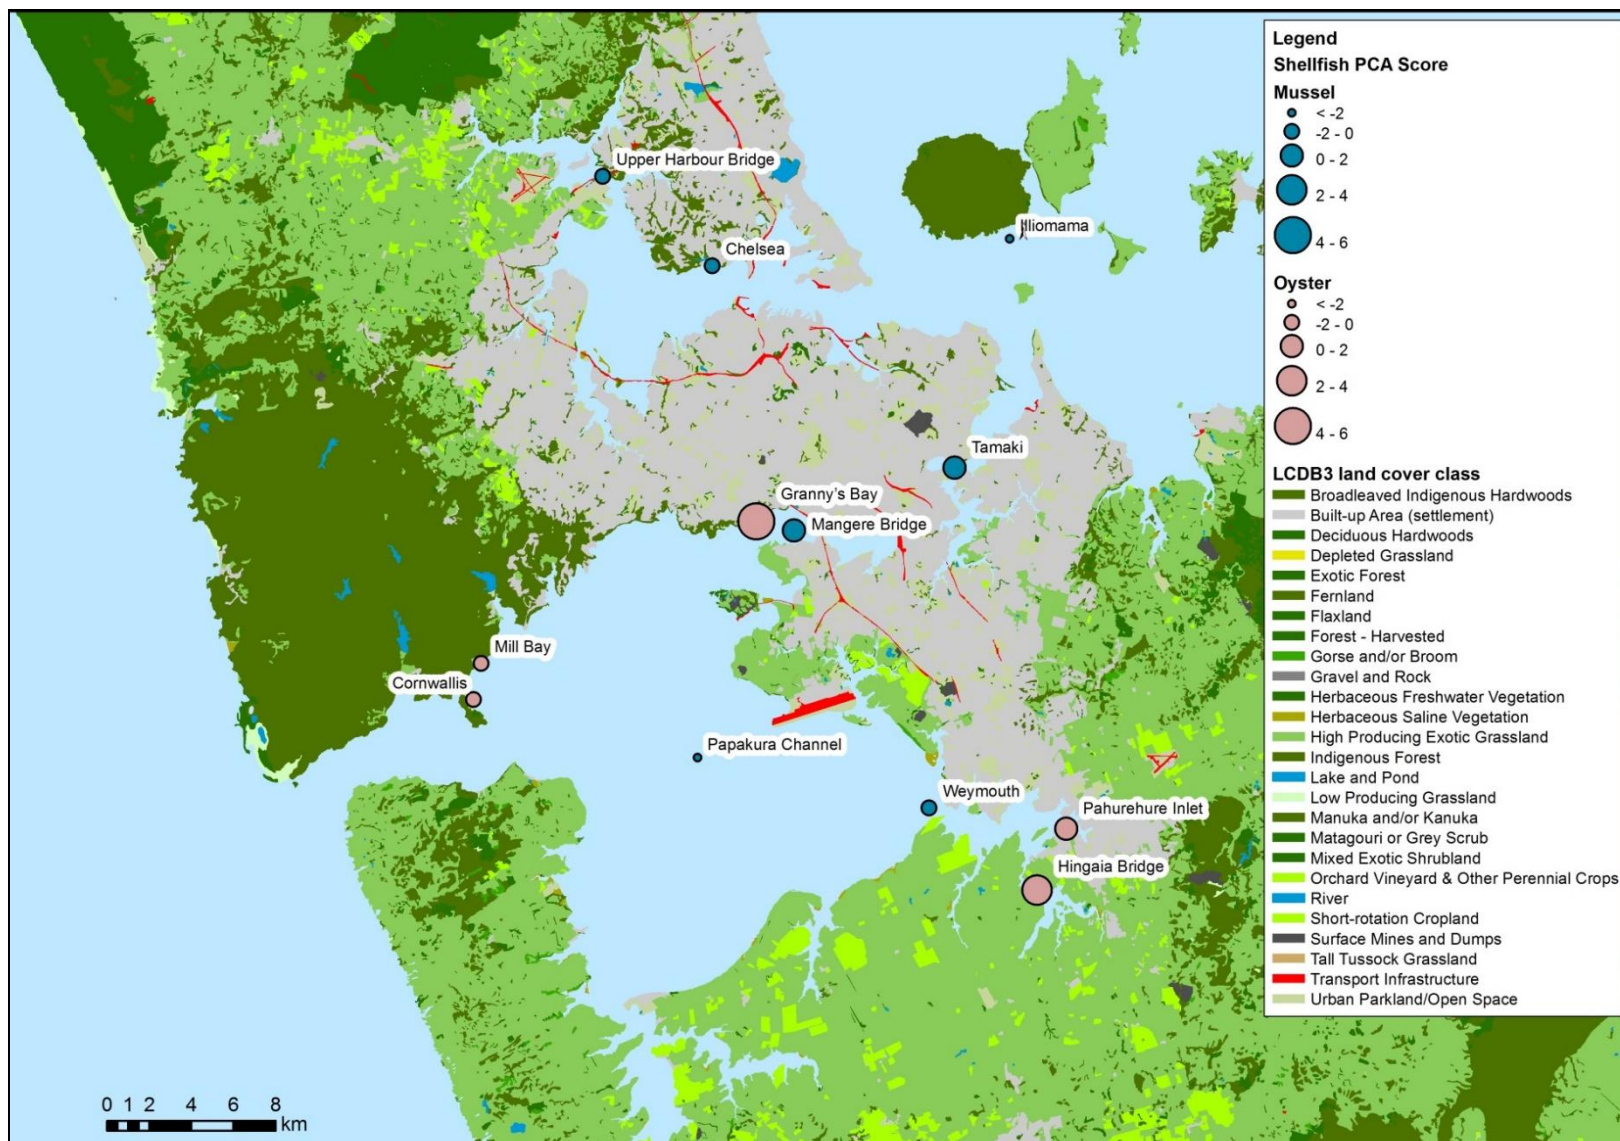 Upper Harbour Bridge
Illiomama
Chelsea
Tamaki
Granny's Bay
Mangere Bridge
Mill Bay
Cornwallis
Papakura Channel
Weymouth
Pahurehure Inlet
Hingaia Bridge
0 1 2 4 6 8
km
Legend
Shellfish PCA Score
Mussel
< -2
-2 - 0
0 - 2
2 - 4
4 - 6
Oyster
< -2
-2 - 0
0 - 2
2 - 4
4 - 6
LCDB3 land cover class
Broadleaved Indigenous Hardwoods
Built-up Area (settlement)
Deciduous Hardwoods
Depleted Grassland
Exotic Forest
Fernland
Flaxland
Forest - Harvested
Gorse and/or Broom
Gravel and Rock
Herbaceous Freshwater Vegetation
Herbaceous Saline Vegetation
High Producing Exotic Grassland
Indigenous Forest
Lake and Pond
Low Producing Grassland
Manuka and/or Kanuka
Matagouri or Grey Scrub
Mixed Exotic Shrubland
Orchard Vineyard & Other Perennial Crops
River
Short-rotation Cropland
Surface Mines and Dumps
Tall Tussock Grassland
Transport Infrastructure
Urban Parkland/Open Space